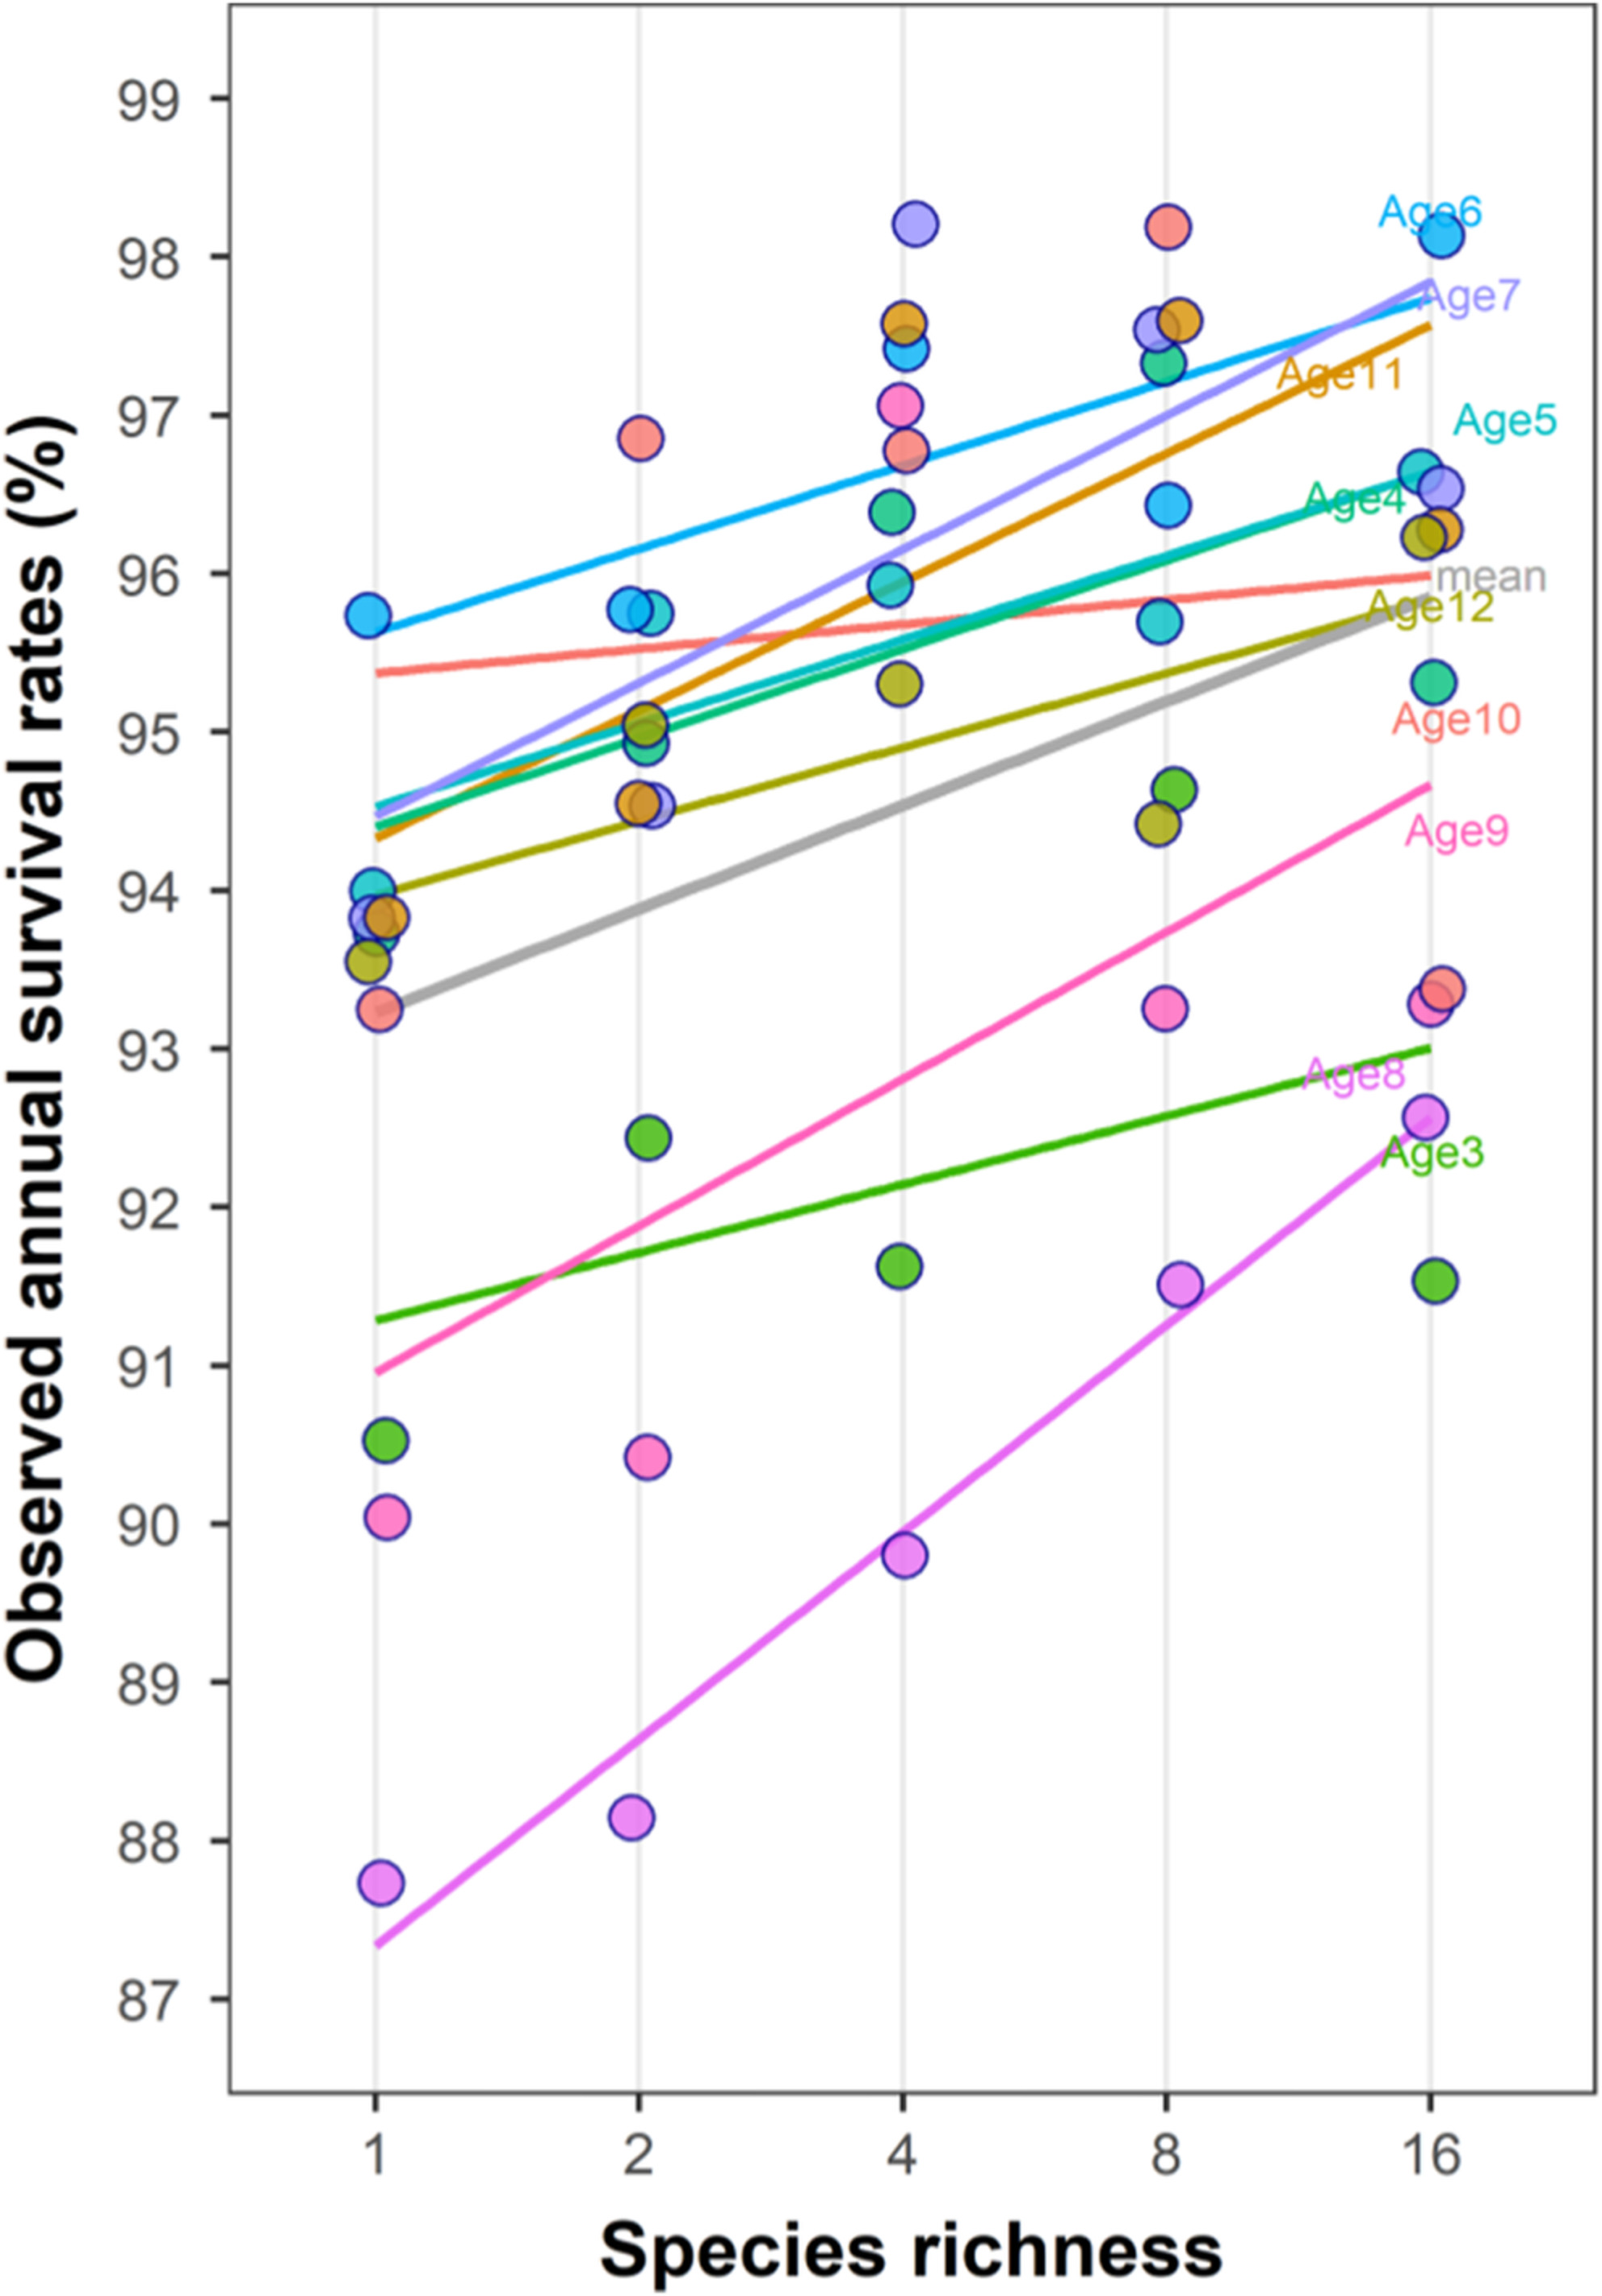 Observed annual survival rates (%)
99
98
97
96
95
94
93
92
91
90
89
88
87
Age6
Age7
Age11
Age5
Age4
mean
Age12
Age10
Age9
Age8
Age3
1
2
4
8
16
Species richness